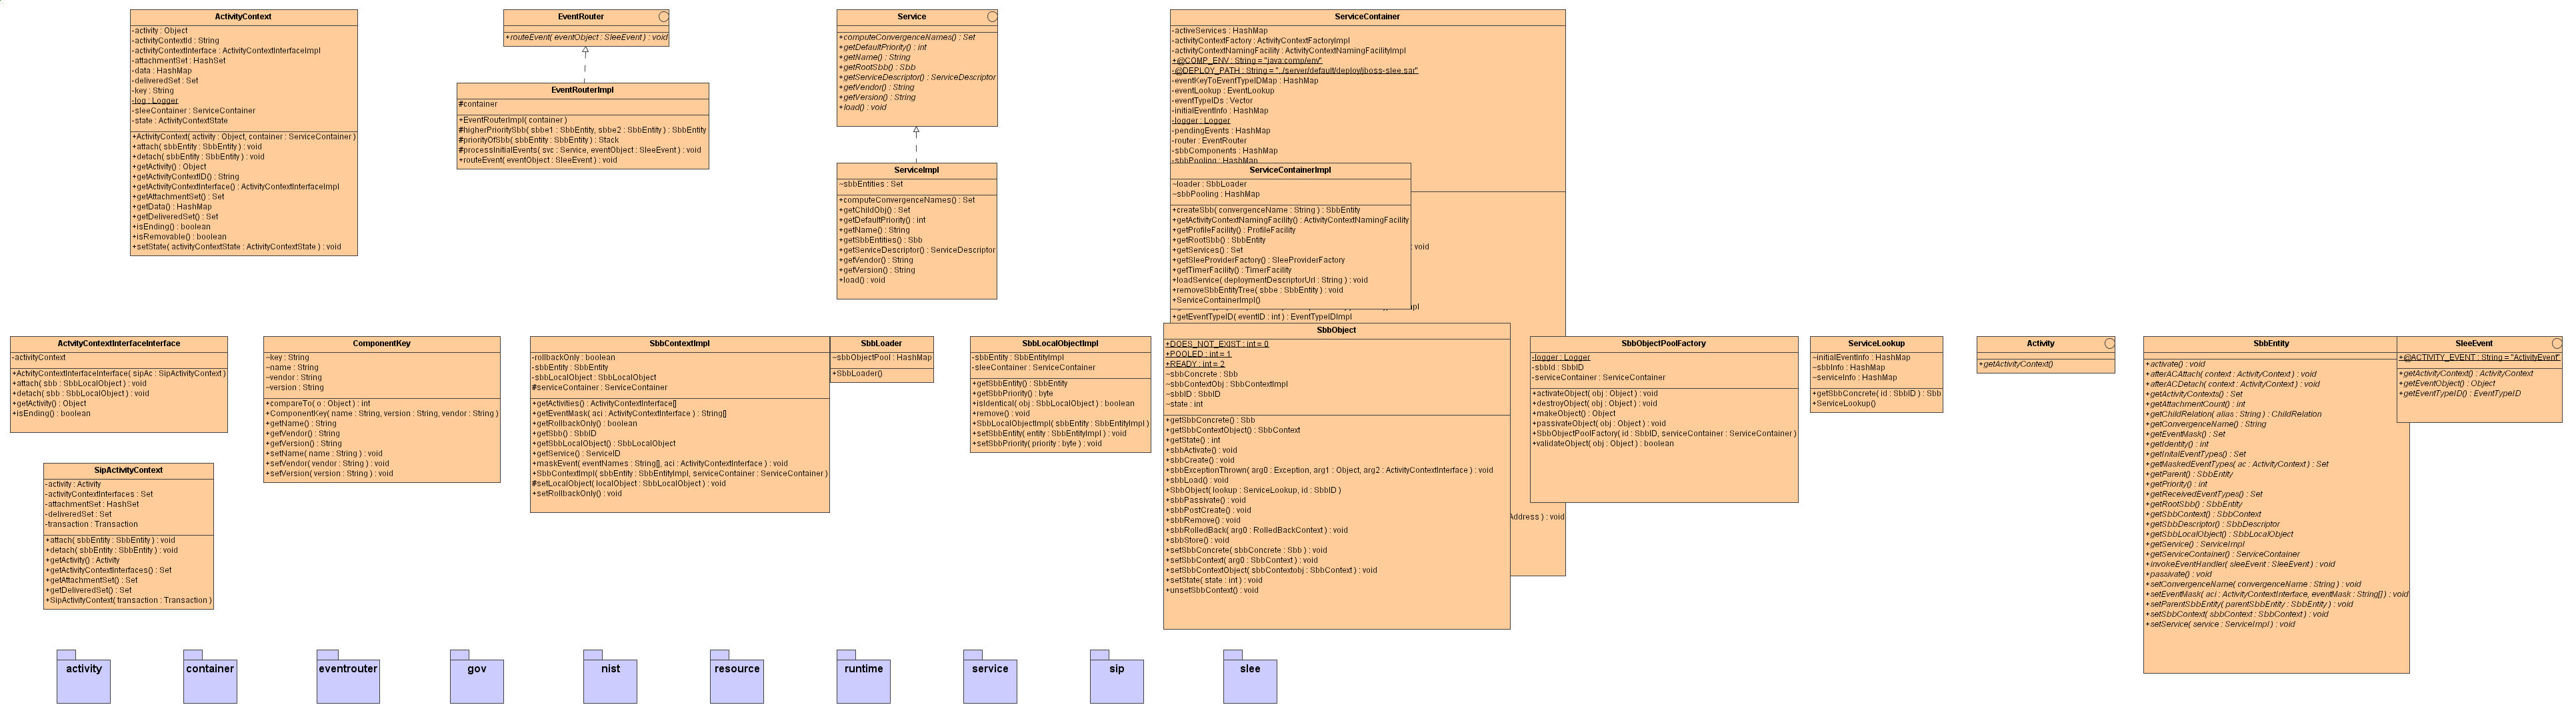 ActivityContext
-activity : Object
-activityContextId : String
-activityContextInterface : ActivityContextInterfaceImpl
-attachmentSet : HashSet
-data : HashMap
-deliveredSet : Set
-key : String
-log : Logger
-sleeContainer : ServiceContainer
-state : ActivityContextState
+ActivityContext( activity : Object, container : ServiceContainer )
+attach( sbbEntity : SbbEntity ) : void
+detach( sbbEntity : SbbEntity ) : void
+getActivity() : Object
+getActivityContextID() : String
+getActivityContextInterface() : ActivityContextInterfaceImpl
+getAttachmentSet() : Set
+getData() : HashMap
+getDeliveredSet() : Set
+isEnding() : boolean
+isRemovable() : boolean
+setState( activityContextState : ActivityContextState ) : void
EventRouter
+routeEvent( eventObject : SleeEvent ) : void
EventRouterImpl
#container
+EventRouterImpl( container )
#higherPrioritySbb( sbbe1 : SbbEntity, sbbe2 : SbbEntity ) : SbbEntity
#priorityOfSbb( sbbEntity : SbbEntity ) : Stack
#processInitialEvents( svc : Service, eventObject : SleeEvent ) : void
+routeEvent( eventObject : SleeEvent ) : void
Service
+computeConvergenceNames() : Set
+getDefaultPriority() : int
+getName() : String
+getRootSbb() : Sbb
+getServiceDescriptor() : ServiceDescriptor
+getVendor() : String
+getVersion() : String
+load() : void
ServiceImpl
~sbbEntities : Set
+computeConvergenceNames() : Set
+getChildObj() : Set
+getDefaultPriority() : int
+getName() : String
+getSbbEntities() : Sbb
+getServiceDescriptor() : ServiceDescriptor
+getVendor() : String
+getVersion() : String
+load() : void
ServiceContainer
-activeServices : HashMap
-activityContextFactory : ActivityContextFactoryImpl
-activityContextNamingFacility : ActivityContextNamingFacilityImpl
+@COMP_ENV : String = "java:comp/env/"
-@DEPLOY_PATH : String = "../server/default/deploy/jboss-slee.sar"
-eventKeyToEventTypeIDMap : HashMap
-eventLookup : EventLookup
-eventTypeIDs : Vector
-initialEventInfo : HashMap
-logger : Logger
-pendingEvents : HashMap
-router : EventRouter
-sbbComponents : HashMap
-sbbPooling : HashMap
ServiceContainerImpl
~loader : SbbLoader
~sbbPooling : HashMap
+createSbb( convergenceName : String ) : SbbEntity
+getActivityContextNamingFacility() : ActivityContextNamingFacility
+getProfileFacility() : ProfileFacility
+getRootSbb() : SbbEntity
+getServices() : Set
: void
+getSleeProviderFactory() : SleeProviderFactory
+getTimerFacility() : TimerFacility
+loadService( deploymentDescriptorUrl : String ) : void
+removeSbbEntityTree( sbbe : SbbEntity ) : void
+ServiceContainerImpl()
+getEventTypeID( eventID : int ) : EventTypeIDImpl
ActvityContextInterfaceInterface
-activityContext
+ActvityContextInterfaceInterface( sipAc : SipActivityContext )
+attach( sbb : SbbLocalObject ) : void
+detach( sbb : SbbLocalObject ) : void
+getActivity() : Object
+isEnding() : boolean
SipActivityContext
-activity : Activity
-activityContextInterfaces : Set
-attachmentSet : HashSet
-deliveredSet : Set
-transaction : Transaction
+attach( sbbEntity : SbbEntity ) : void
+detach( sbbEntity : SbbEntity ) : void
+getActivity() : Activity
+getActivityContextInterfaces() : Set
+getAttachmentSet() : Set
+getDeliveredSet() : Set
+SipActivityContext( transaction : Transaction )
ComponentKey
~key : String
~name : String
~vendor : String
~version : String
+compareTo( o : Object ) : int
+ComponentKey( name : String, version : String, vendor : String )
+getName() : String
+getVendor() : String
+getVersion() : String
+setName( name : String ) : void
+setVendor( vendor : String ) : void
+setVersion( version : String ) : void
SbbContextImpl
-rollbackOnly : boolean
-sbbEntity : SbbEntity
-sbbLocalObject : SbbLocalObject
#serviceContainer : ServiceContainer
+getActivities() : ActivityContextInterface[]
+getEventMask( aci : ActivityContextInterface ) : String[]
+getRollbackOnly() : boolean
+getSbb() : SbbID
+getSbbLocalObject() : SbbLocalObject
+getService() : ServiceID
+maskEvent( eventNames : String[], aci : ActivityContextInterface ) : void
+SbbContextImpl( sbbEntity : SbbEntityImpl, serviceContainer : ServiceContainer )
#setLocalObject( localObject : SbbLocalObject ) : void
+setRollbackOnly() : void
SbbLoader
~sbbObjectPool : HashMap
+SbbLoader()
SbbLocalObjectImpl
-sbbEntity : SbbEntityImpl
-sleeContainer : ServiceContainer
+getSbbEntity() : SbbEntity
+getSbbPriority() : byte
+isIdentical( obj : SbbLocalObject ) : boolean
+remove() : void
+SbbLocalObjectImpl( sbbEntity : SbbEntityImpl )
+setSbbEntity( entity : SbbEntityImpl ) : void
+setSbbPriority( priority : byte ) : void
SbbObject
+DOES_NOT_EXIST : int = 0
+POOLED : int = 1
+READY : int = 2
~sbbConcrete : Sbb
~sbbContextObj : SbbContextImpl
~sbbID : SbbID
~state : int
+getSbbConcrete() : Sbb
+getSbbContextObject() : SbbContext
+getState() : int
+sbbActivate() : void
+sbbCreate() : void
+sbbExceptionThrown( arg0 : Exception, arg1 : Object, arg2 : ActivityContextInterface ) : void
+sbbLoad() : void
+SbbObject( lookup : ServiceLookup, id : SbbID )
+sbbPassivate() : void
+sbbPostCreate() : void
+sbbRemove() : void
+sbbRolledBack( arg0 : RolledBackContext ) : void
+sbbStore() : void
+setSbbConcrete( sbbConcrete : Sbb ) : void
+setSbbContext( arg0 : SbbContext ) : void
+setSbbContextObject( sbbContextobj : SbbContext ) : void
+setState( state : int ) : void
+unsetSbbContext() : void
Address ) : void
SbbObjectPoolFactory
-logger : Logger
-sbbId : SbbID
-serviceContainer : ServiceContainer
+activateObject( obj : Object ) : void
+destroyObject( obj : Object ) : void
+makeObject() : Object
+passivateObject( obj : Object ) : void
+SbbObjectPoolFactory( id : SbbID, serviceContainer : ServiceContainer )
+validateObject( obj : Object ) : boolean
ServiceLookup
~initialEventInfo : HashMap
~sbbInfo : HashMap
~serviceInfo : HashMap
+getSbbConcrete( id : SbbID ) : Sbb
+ServiceLookup()
Activity
+getActivityContext()
SbbEntity
+activate() : void
+afterACAttach( context : ActivityContext ) : void
+afterACDetach( context : ActivityContext ) : void
+getActivityContexts() : Set
+getAttachmentCount() : int
+getChildRelation( alias : String ) : ChildRelation
+getConvergenceName() : String
+getEventMask() : Set
+getIdentity() : int
+getInitalEventTypes() : Set
+getMaskedEventTypes( ac : ActivityContext ) : Set
+getParent() : SbbEntity
+getPriority() : int
+getReceivedEventTypes() : Set
+getRootSbb() : SbbEntity
+getSbbContext() : SbbContext
+getSbbDescriptor() : SbbDescriptor
+getSbbLocalObject() : SbbLocalObject
+getService() : ServiceImpl
+getServiceContainer() : ServiceContainer
+invokeEventHandler( sleeEvent : SleeEvent ) : void
+passivate() : void
+setConvergenceName( convergenceName : String ) : void
+setEventMask( aci : ActivityContextInterface, eventMask : String[] ) : void
+setParentSbbEntity( parentSbbEntity : SbbEntity ) : void
+setSbbContext( sbbContext : SbbContext ) : void
+setService( service : ServiceImpl ) : void
SleeEvent
+@ACTIVITY_EVENT : String = "ActivityEvent"
+getActivityContext() : ActivityContext
+getEventObject() : Object
+getEventTypeID() : EventTypeID
activity
container
eventrouter
gov
nist
resource
runtime
service
sip
slee